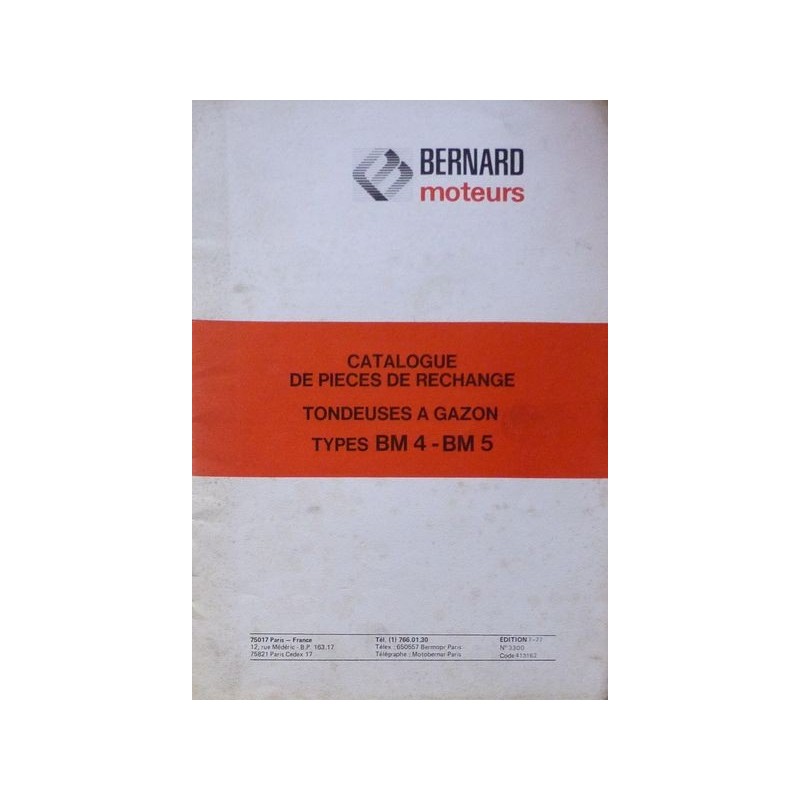 BERNARD
moteurs
CATALOGUE
DE PIECES DE RECHANGE
TONDEUSES A GAZON
TYPES BM 4 - BM 5
75017 Paris – France
12, rue Médéric - B.P. 163.17
75821 Paris Cedex 17
Tél. (1) 766.01.30
Télex : 650557 Bermopr Paris
Télégraphe : Motobernar Paris
EDITION
N° 3300
Code